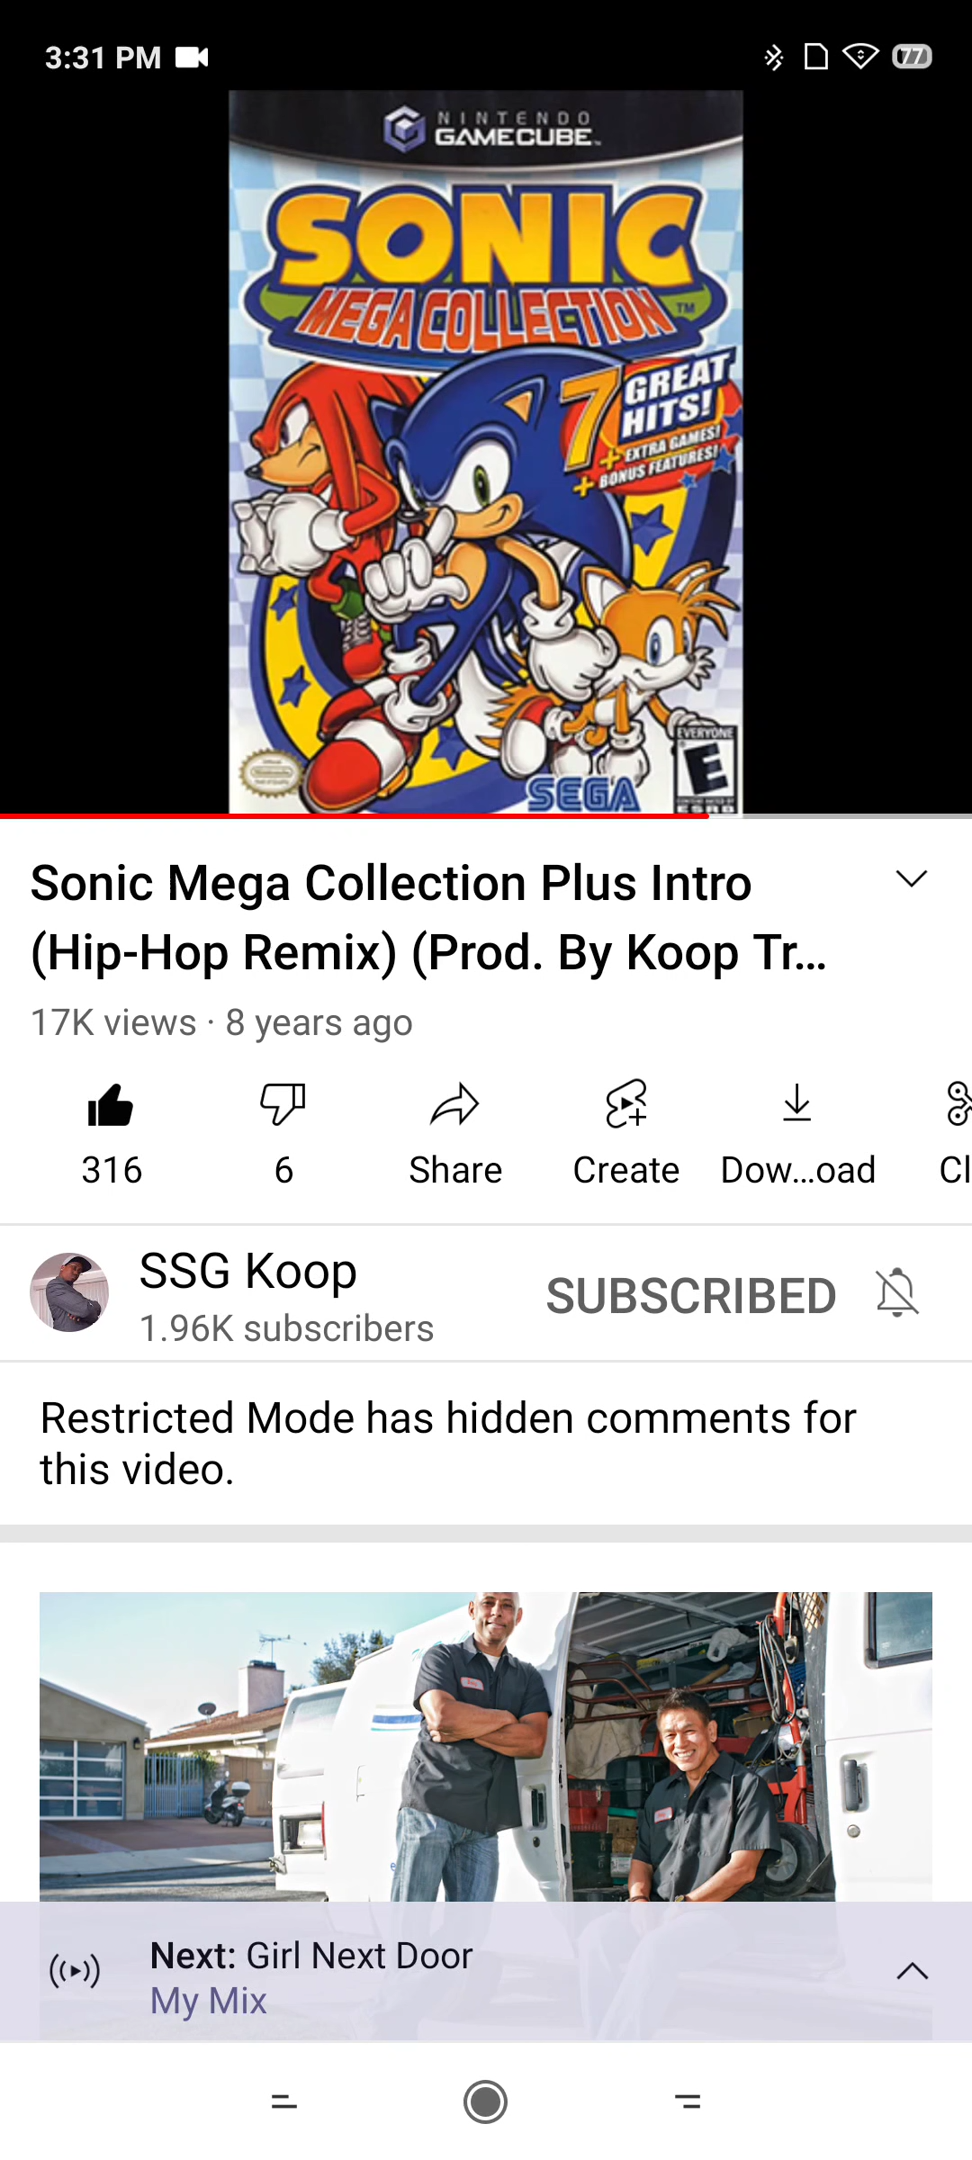 3:31 PM
77
NINTENDO
GAMECUBE™
SONIC
MEGA COLLECTION™
7 GREAT
HITS!
+ EXTRA GAMES!
+ BONUS FEATURES!
EVERYONE
E
ESRB
SEGA
Sonic Mega Collection Plus Intro
(Hip-Hop Remix) (Prod. By Koop Tr...
17K views · 8 years ago
316
6
Share
Create
Dow...oad
Cl
SSG Koop
1.96K subscribers
SUBSCRIBED
Restricted Mode has hidden comments for
this video.
Next: Girl Next Door
My Mix